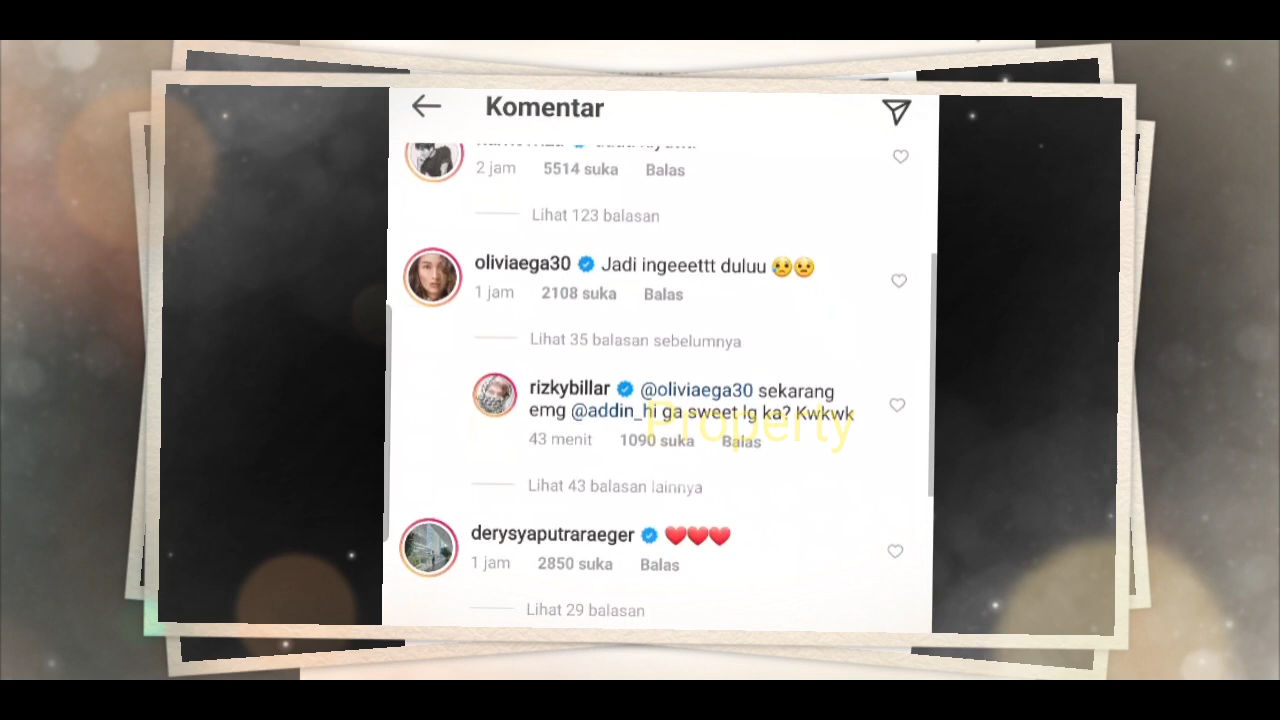 Komentar
2 jam 5514 suka Balas
Lihat 123 balasan
oliviaega30 Jadi ingeeettt duluu 😥😟
1 jam 2108 suka Balas
Lihat 35 balasan sebelumnya
rizkybillar @oliviaega30 sekarang
emg @addin_hi ga sweet lg ka? Kwkwk
Property
43 menit 1090 suka Balas
Lihat 43 balasan lainnya
derysyaputraraeger ❤️❤️❤️
1 jam 2850 suka Balas
Lihat 29 balasan